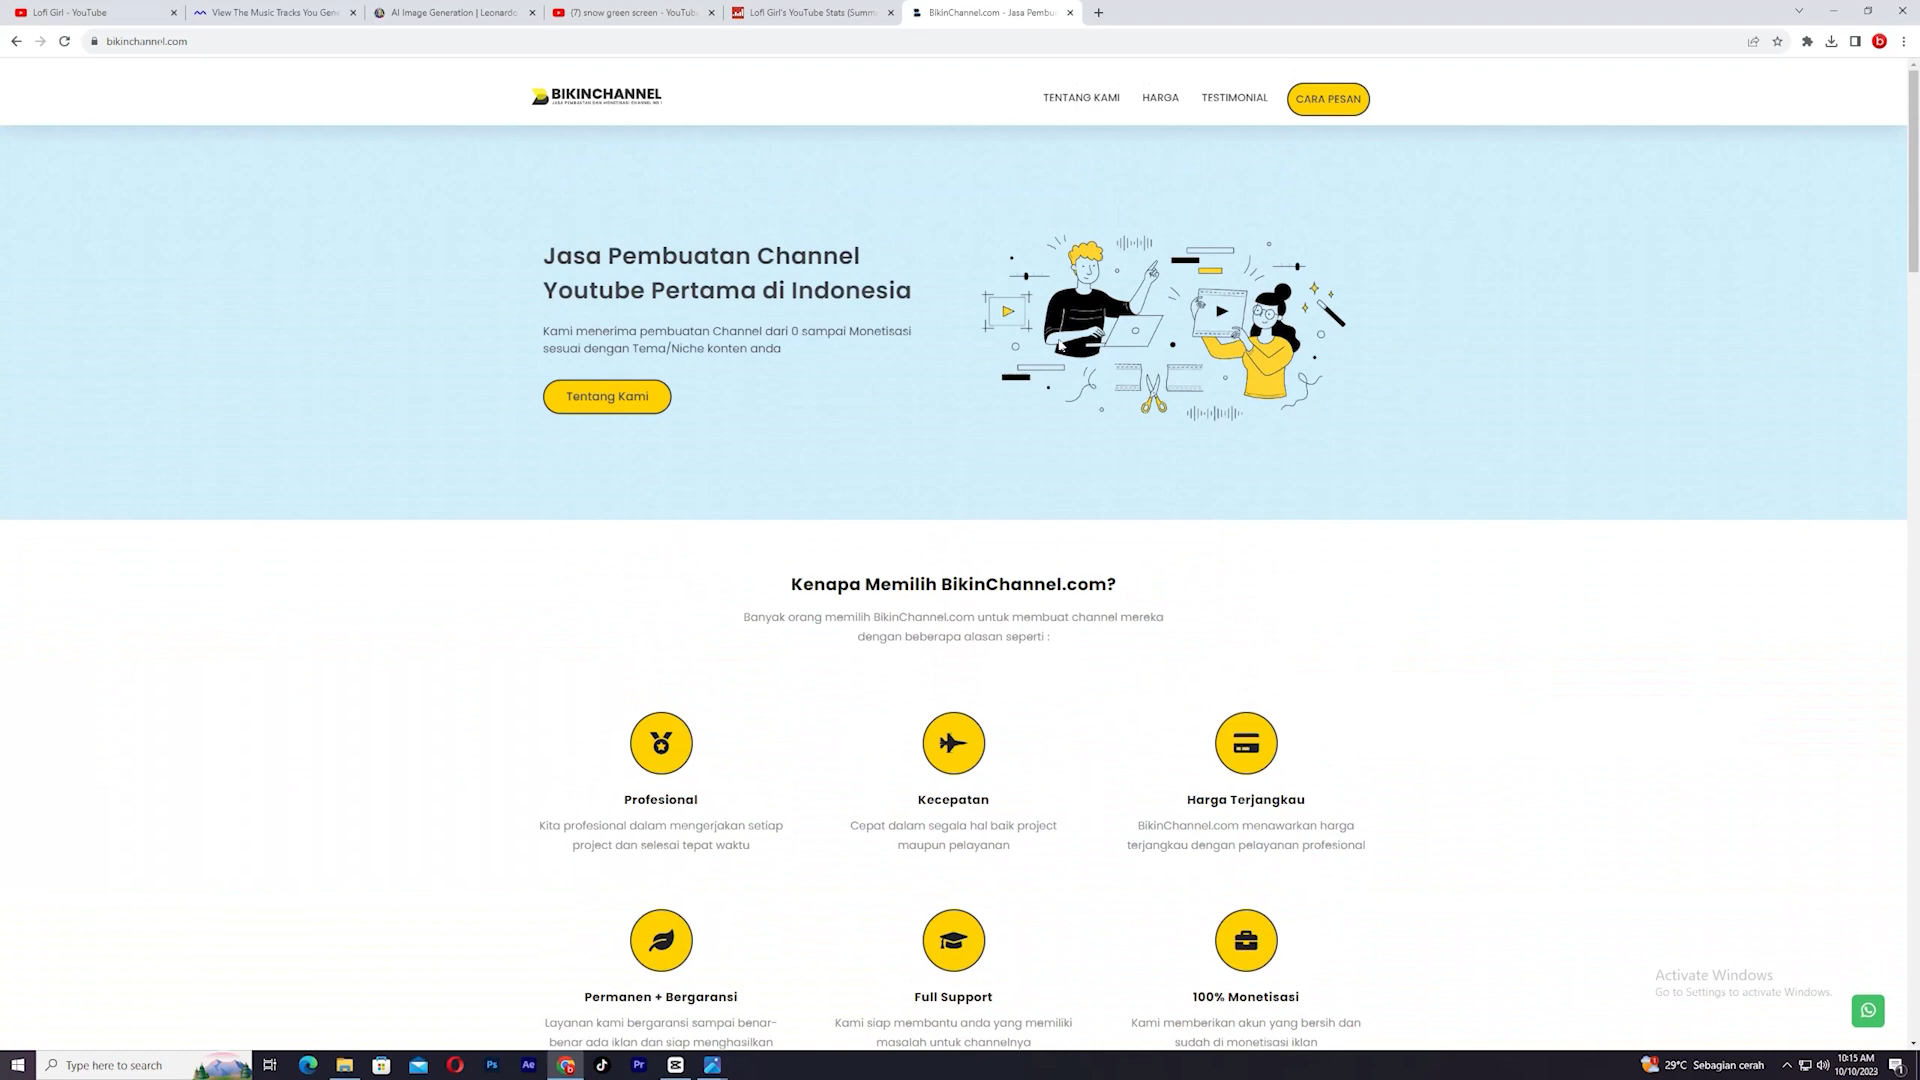 Lofi Girl - YouTube
View The Music Tracks You Gene
AI Image Generation | Leonardo
(7) snow green screen - YouTub
Lofi Girl's YouTube Stats (Summ
BikinChannel.com - Jasa Pembu
bikinchannel.com
BIKINCHANNEL
JASA PEMBUATAN DAN MONETISASI CHANNEL NO 1
TENTANG KAMI
HARGA
TESTIMONIAL
CARA PESAN
Jasa Pembuatan Channel
Youtube Pertama di Indonesia
Kami menerima pembuatan Channel dari 0 sampai Monetisasi
sesuai dengan Tema/Niche konten anda
Tentang Kami
Kenapa Memilih BikinChannel.com?
Banyak orang memilih BikinChannel.com untuk membuat channel mereka
dengan beberapa alasan seperti :
Profesional
Kita profesional dalam mengerjakan setiap
project dan selesai tepat waktu
Kecepatan
Cepat dalam segala hal baik project
maupun pelayanan
Harga Terjangkau
BikinChannel.com menawarkan harga
terjangkau dengan pelayanan profesional
Permanen + Bergaransi
Layanan kami bergaransi sampai benar-
benar ada iklan dan siap menghasilkan
Full Support
Kami siap membantu anda yang memiliki
masalah untuk channelnya
100% Monetisasi
Kami memberikan akun yang bersih dan
sudah di monetisasi iklan
Activate Windows
Go to Settings to activate Windows.
Type here to search
Ps
Ae
Pr
29°C Sebagian cerah
10:15 AM
10/10/2023